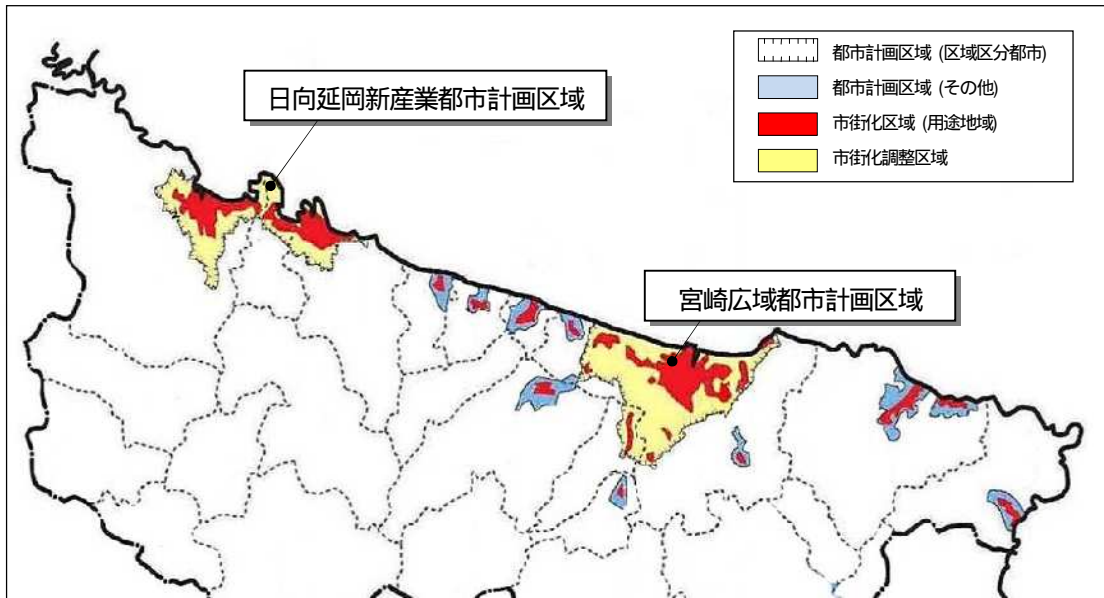 都市計画区域 (区域区分都市)
日向延岡新産業都市計画区域
都市計画区域 (その他)
市街化区域 (用途地域)
市街化調整区域
宮崎広域都市計画区域